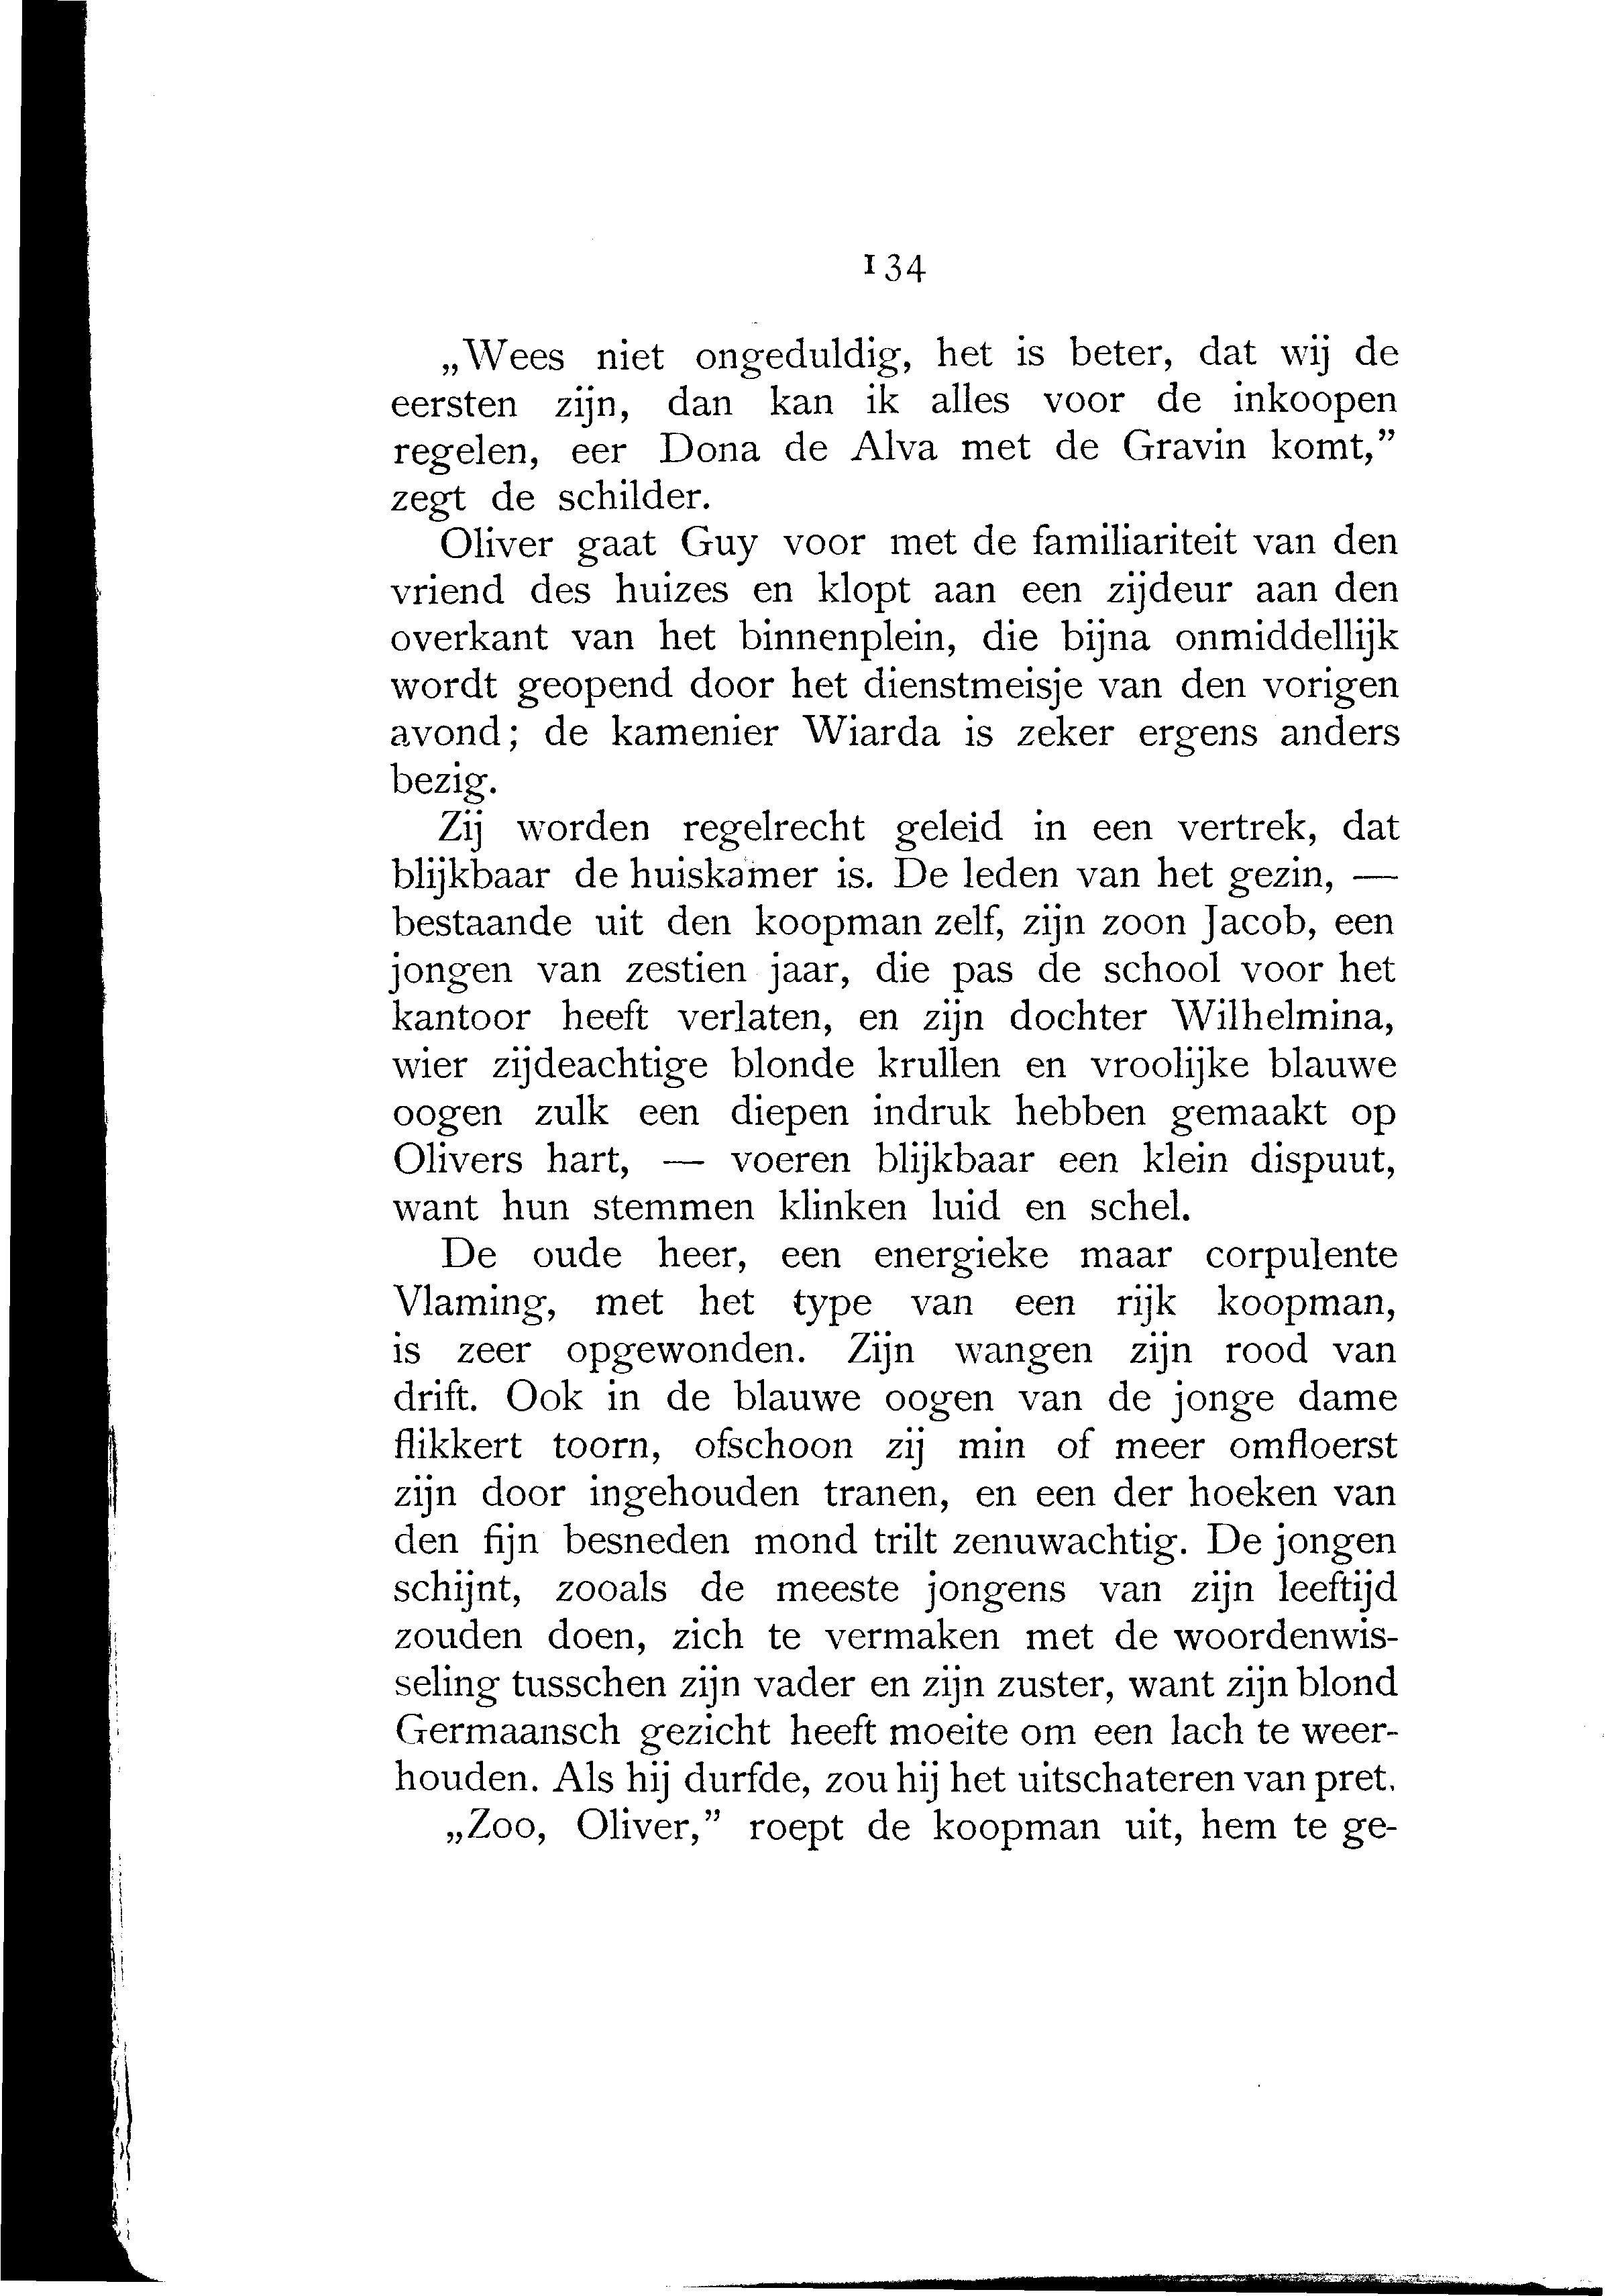 134
„Wees niet ongeduldig, het is beter, dat wij de
eersten zijn, dan kan ik alles voor de inkoopen
regelen, eer Dona de Alva met de Gravin komt,”
zegt de schilder.
Oliver gaat Guy voor met de familiariteit van den
vriend des huizes en klopt aan een zijdeur aan den
overkant van het binnenplein, die bijna onmiddellijk
wordt geopend door het dienstmeisje van den vorigen
avond; de kamenier Wiarda is zeker ergens anders
bezig.
Zij worden regelrecht geleid in een vertrek, dat
blijkbaar de huiskamer is. De leden van het gezin, —
bestaande uit den koopman zelf, zijn zoon Jacob, een
jongen van zestien jaar, die pas de school voor het
kantoor heeft verlaten, en zijn dochter Wilhelmina,
wier zijdeachtige blonde krullen en vroolijke blauwe
oogen zulk een diepen indruk hebben gemaakt op
Olivers hart, — voeren blijkbaar een klein dispuut,
want hun stemmen klinken luid en schel.
De oude heer, een energieke maar corpulente
Vlaming, met het type van een rijk koopman,
is zeer opgewonden. Zijn wangen zijn rood van
drift. Ook in de blauwe oogen van de jonge dame
flikkert toorn, ofschoon zij min of meer omfloerst
zijn door ingehouden tranen, en een der hoeken van
den fijn besneden mond trilt zenuwachtig. De jongen
schijnt, zooals de meeste jongens van zijn leeftijd
zouden doen, zich te vermaken met de woordenwis-
seling tusschen zijn vader en zijn zuster, want zijn blond
Germaansch gezicht heeft moeite om een lach te weer-
houden. Als hij durfde, zou hij het uitschateren van pret.
„Zoo, Oliver,” roept de koopman uit, hem te ge-